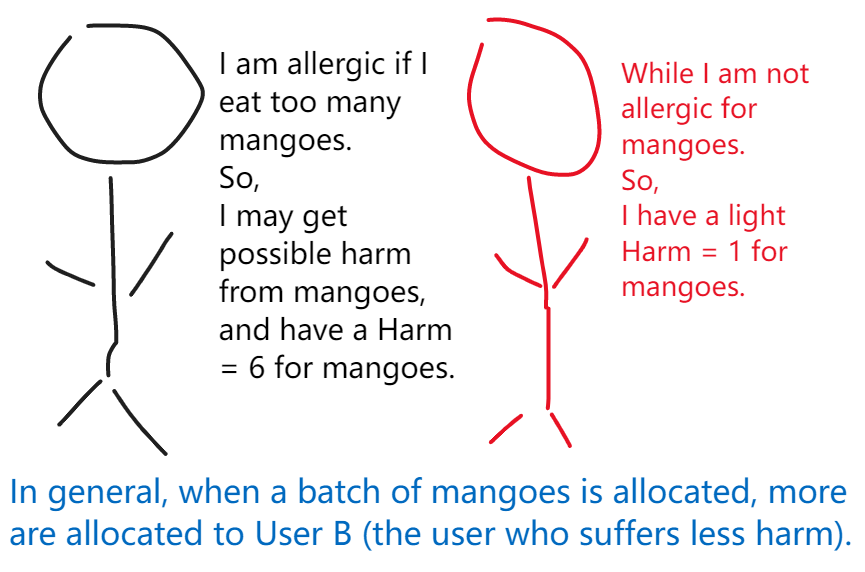 I am allergic if I
eat too many
mangoes.
So,
I may get
possible harm
from mangoes,
and have a Harm
= 6 for mangoes.
While I am not
allergic for
mangoes.
So,
I have a light
Harm = 1 for
mangoes.
In general, when a batch of mangoes is allocated, more
are allocated to User B (the user who suffers less harm).